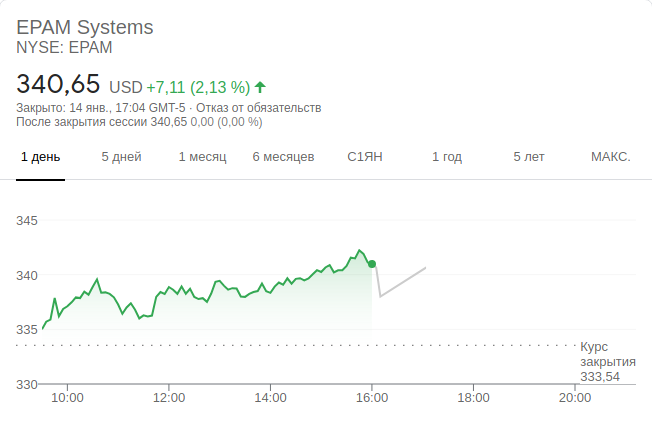 EPAM Systems
NYSE: EPAM
340,65 USD +7,11 (2,13 %)
Закрыто: 14 янв., 17:04 GMT-5 · Отказ от обязательств
После закрытия сессии 340,65 0,00 (0,00 %)
1 день 5 дней 1 месяц 6 месяцев С1ЯН 1 год 5 лет МАКС.
345
340
335
Курс
закрытия
333,54
330
10:00 12:00 14:00 16:00 18:00 20:00